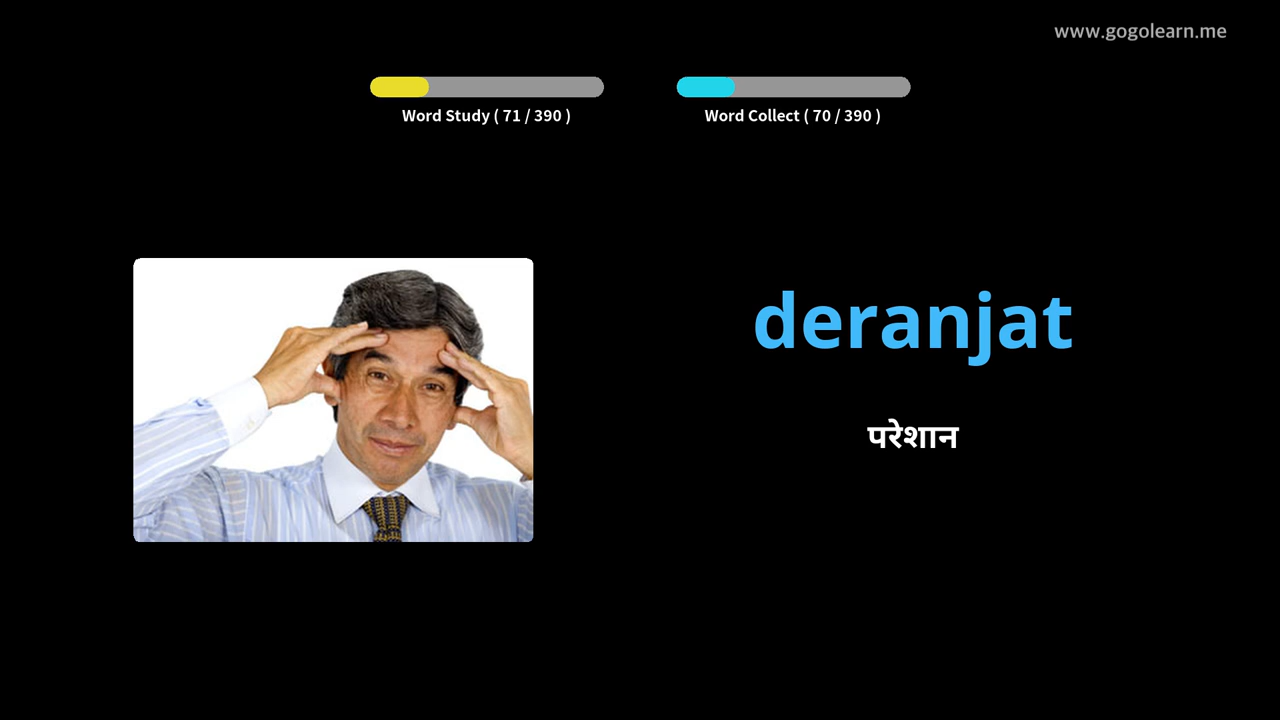 www.gogolearn.me
Word Study ( 71 / 390 )
Word Collect ( 70 / 390 )
deranjat
परेशान